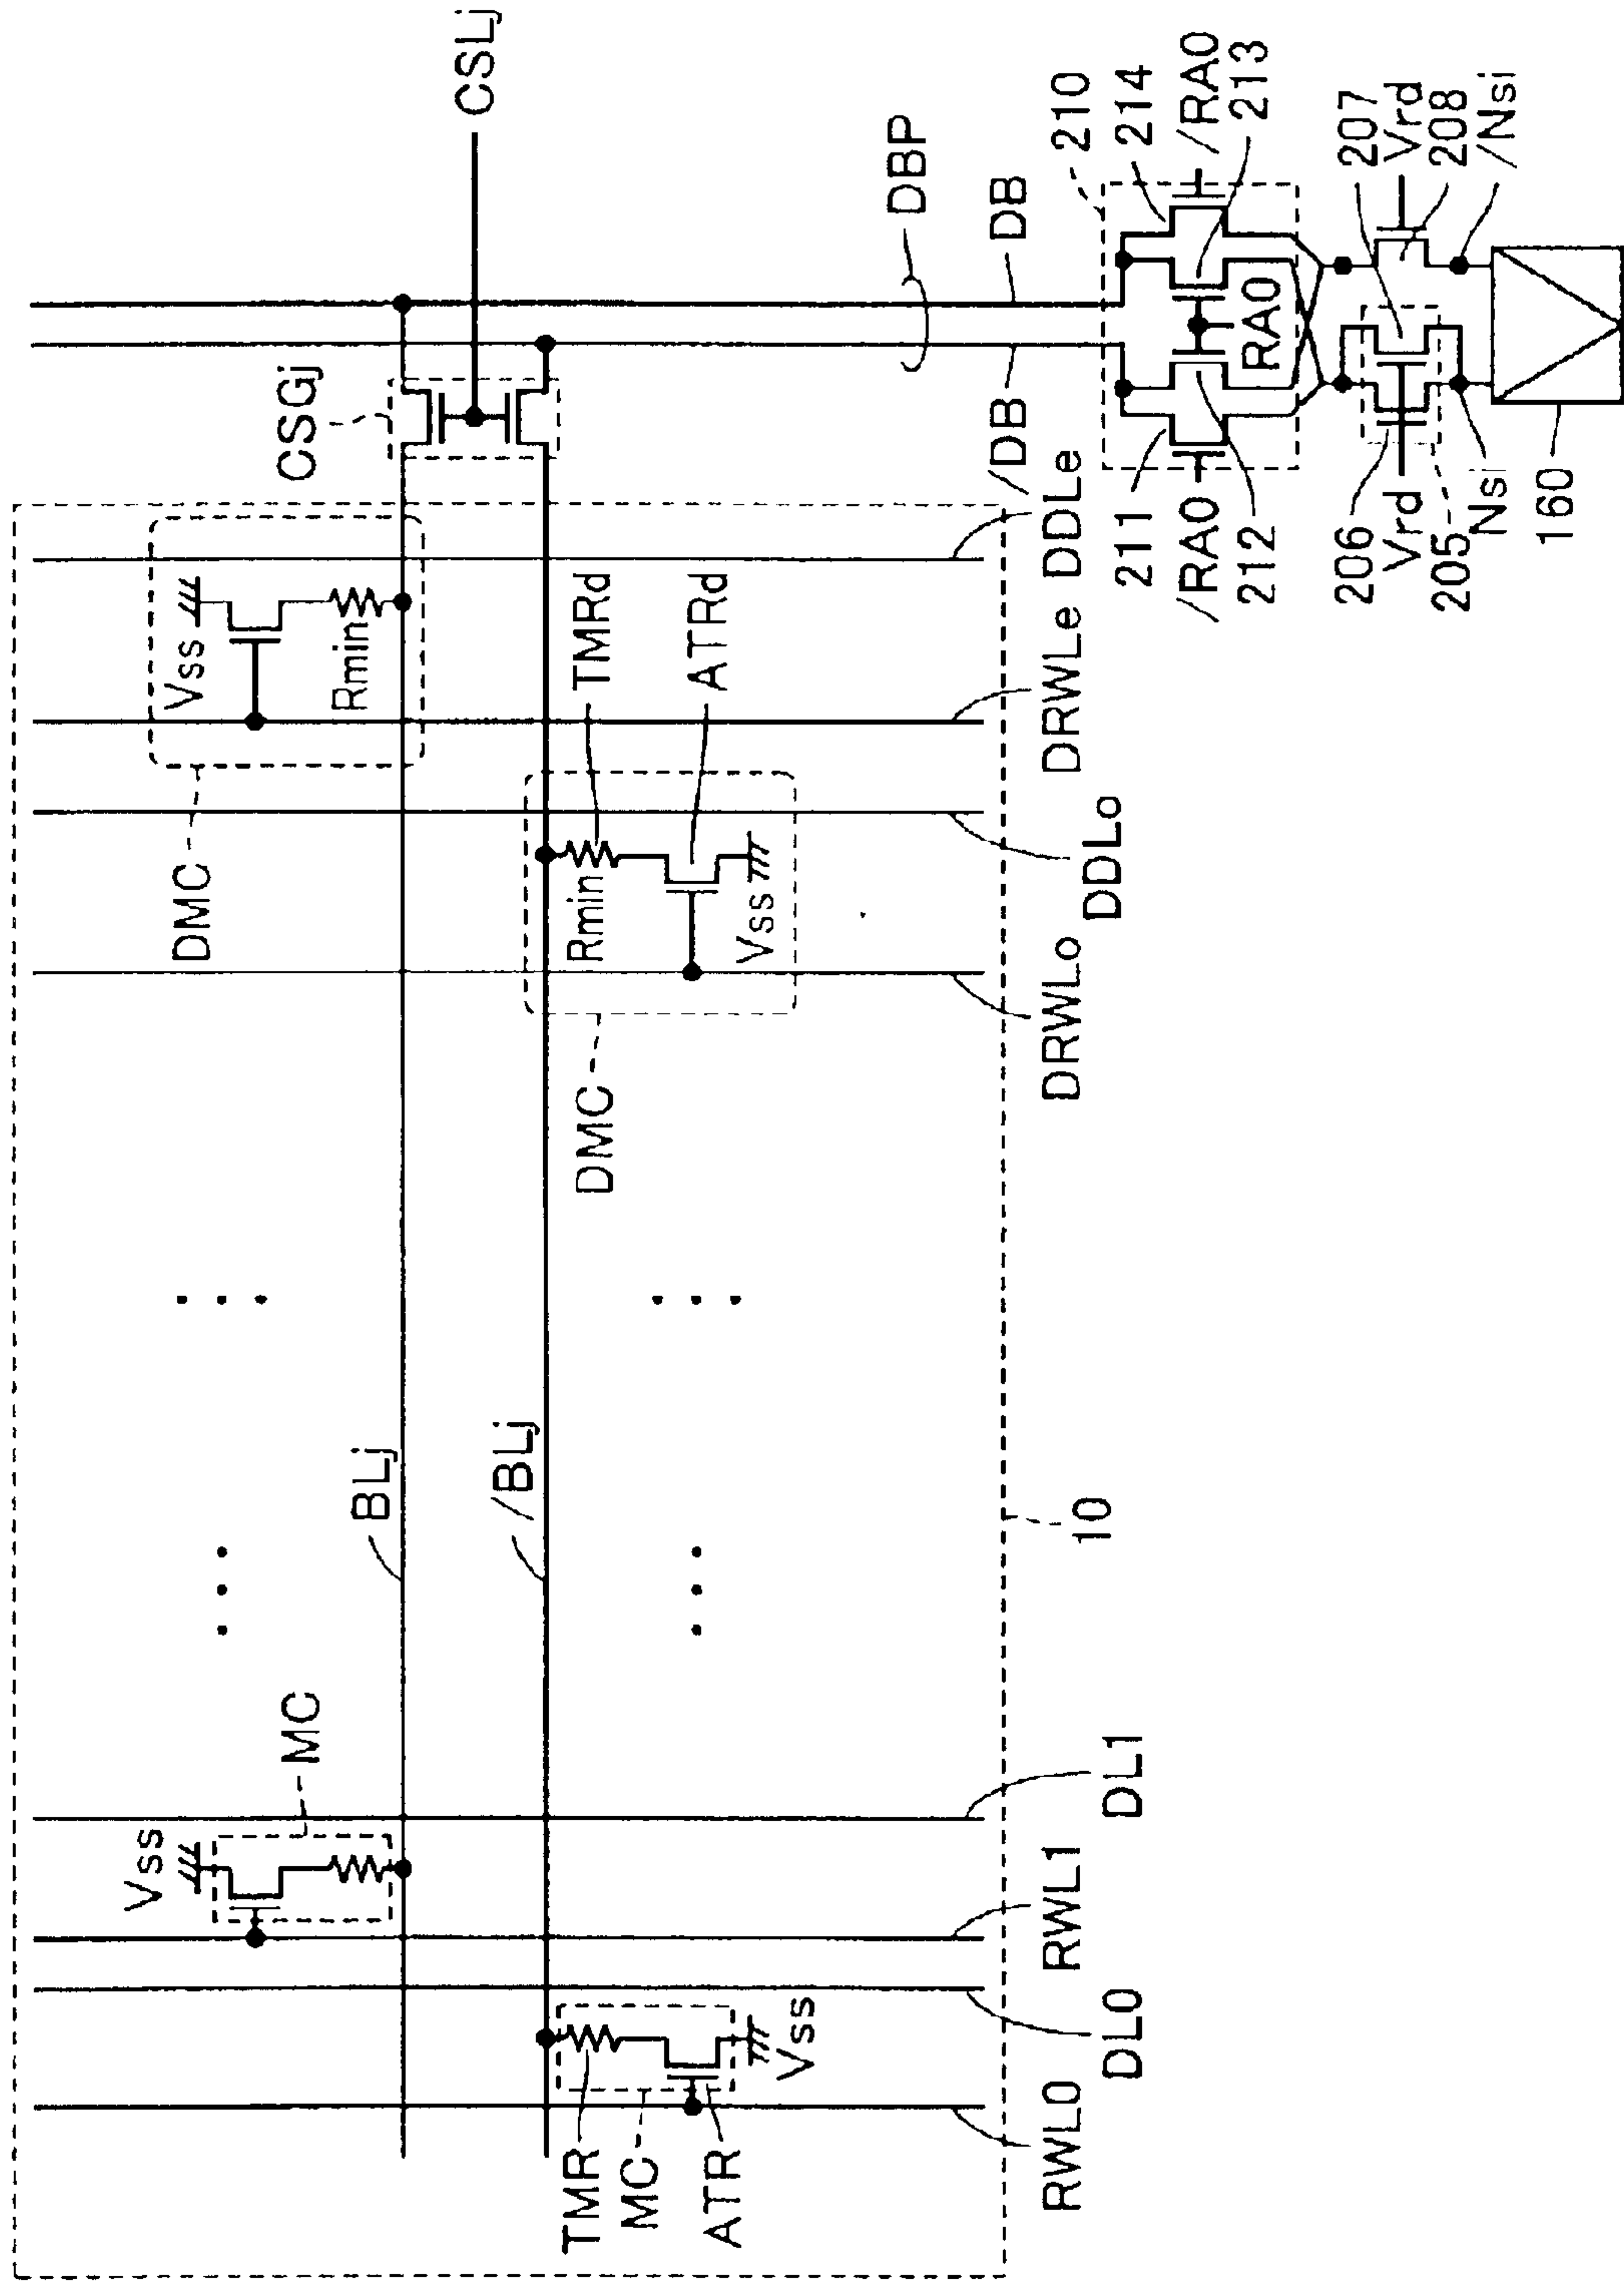 CSLj
CSGj
DBP
DB
/DB
210
214
/RA0
213
211
/RA0
212
RA0
207
Vrd
208
/Nsi
206
Vrd
205
Nsi
160
Vss
Rmin
DMC
TMRd
ATRd
Rmin
Vss
DMC
DDLe
DRWLe
DDLo
DRWLo
BLj
/BLj
10
MC
Vss
DL1
RWL1
DL0
RWL0
TMR
MC
ATR
Vss